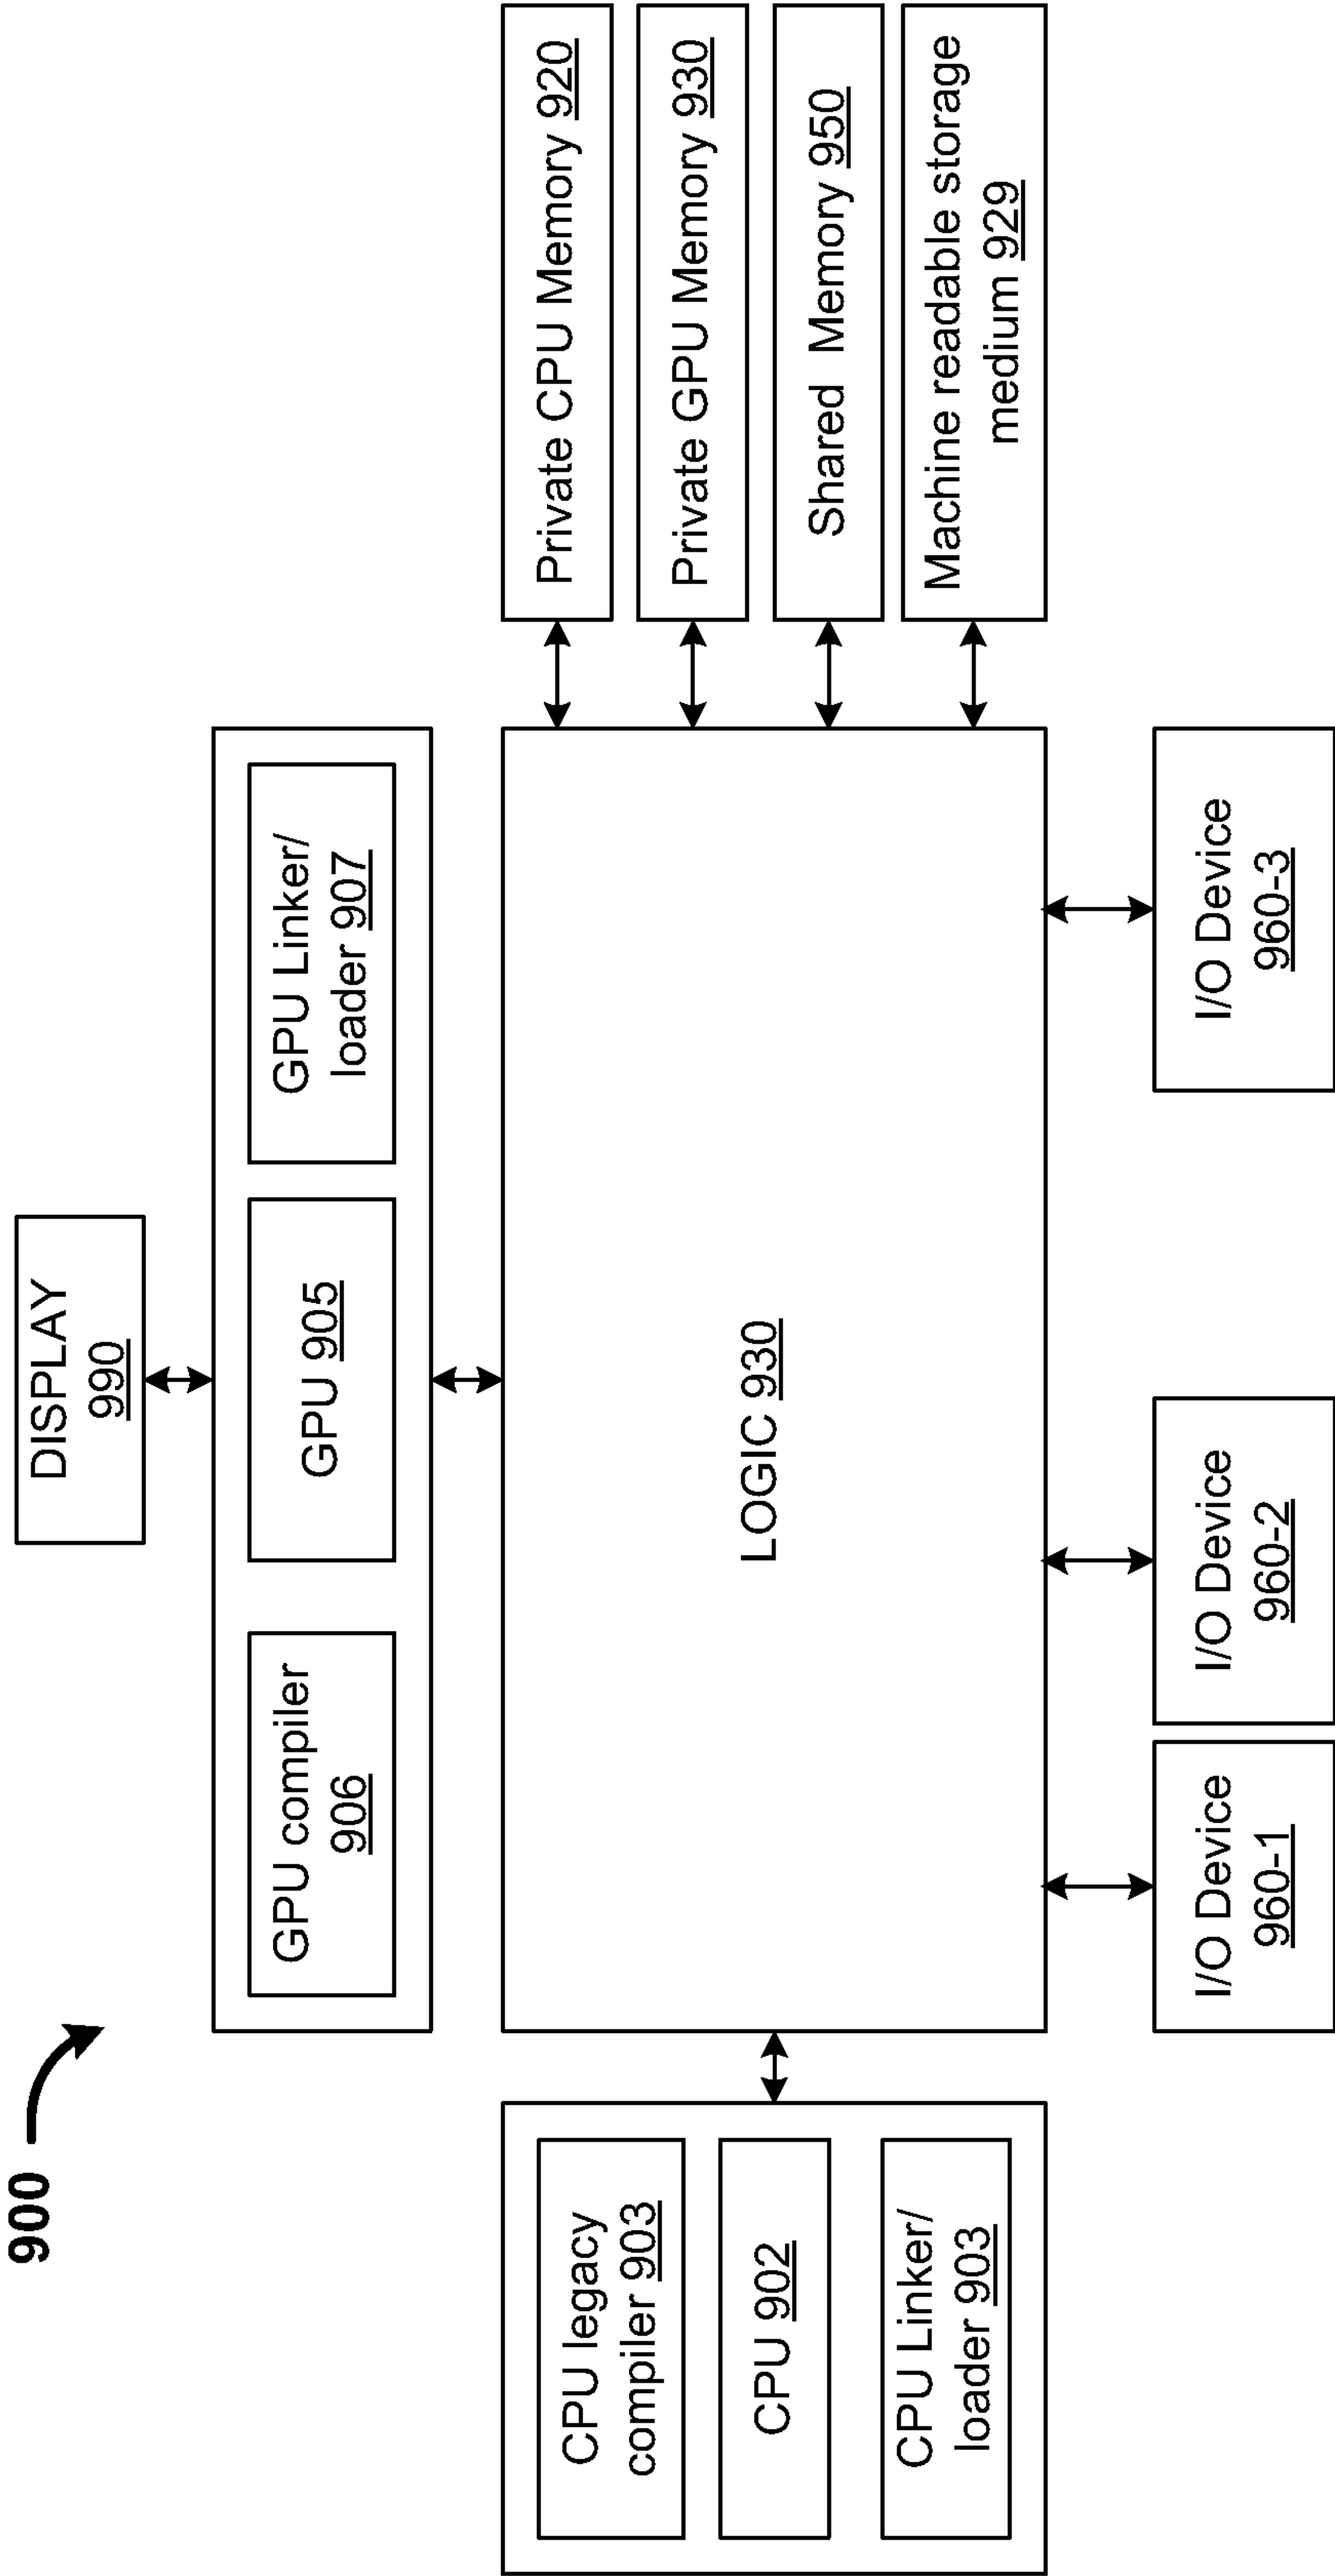 900
DISPLAY
990
GPU compiler
906
GPU 905
GPU Linker/
loader 907
CPU legacy
compiler 903
CPU 902
CPU Linker/
loader 903
LOGIC 930
Private CPU Memory 920
Private GPU Memory 930
Shared Memory 950
Machine readable storage
medium 929
I/O Device
960-1
I/O Device
960-2
I/O Device
960-3